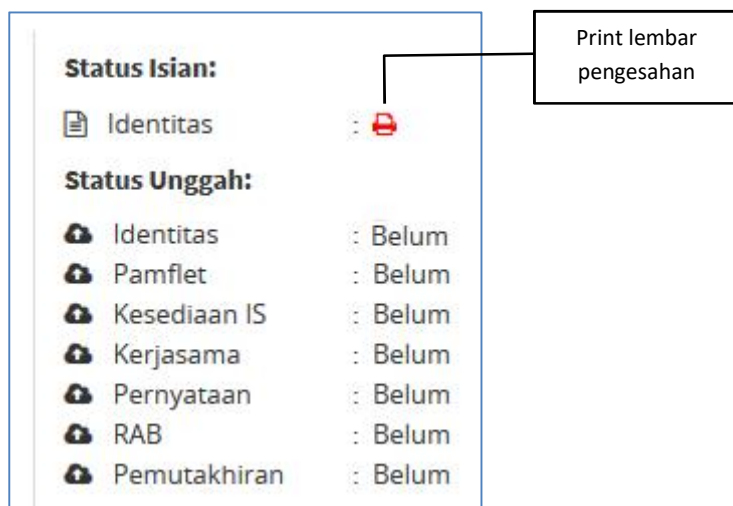 Print lembar
pengesahan
Status Isian:
Identitas :
Status Unggah:
Identitas : Belum
Pamflet : Belum
Kesediaan IS : Belum
Kerjasama : Belum
Pernyataan : Belum
RAB : Belum
Pemutakhiran : Belum